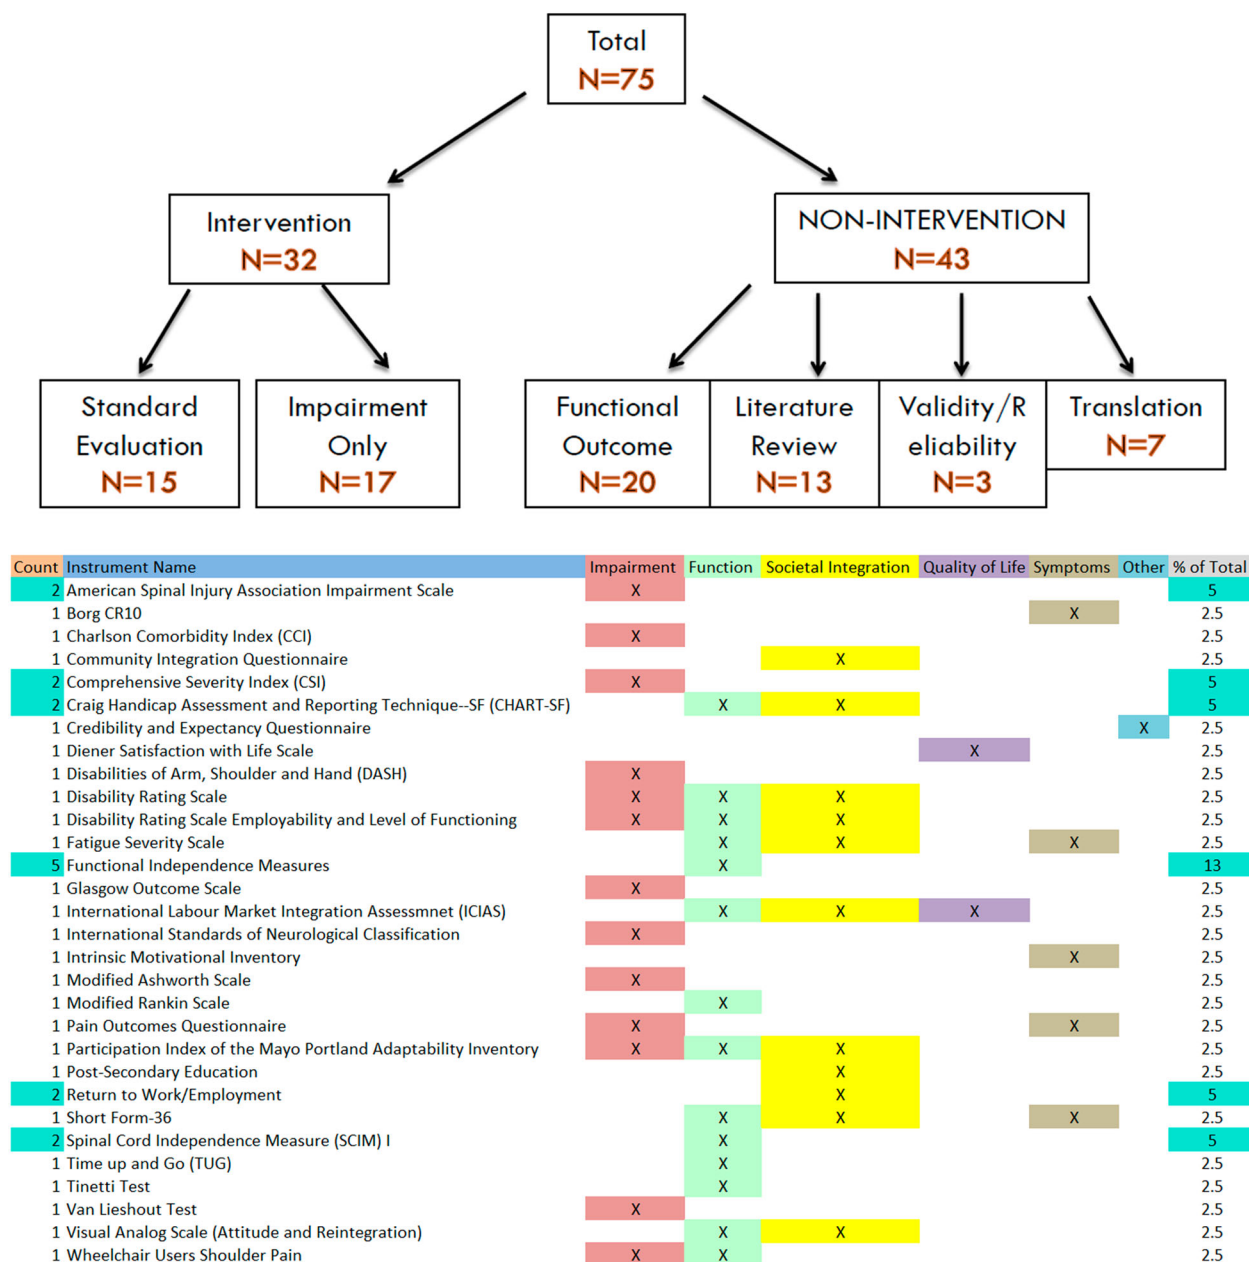 Total
N=75
Intervention
N=32
NON-INTERVENTION
N=43
Standard
Evaluation
N=15
Impairment
Only
N=17
Functional
Outcome
N=20
Literature
Review
N=13
Validity/R
eliability
N=3
Translation
N=7
Count Instrument Name Impairment Function Societal Integration Quality of Life Symptoms Other % of Total
2 American Spinal Injury Association Impairment Scale X 5
1 Borg CR10 X 2.5
1 Charlson Comorbidity Index (CCI) X 2.5
1 Community Integration Questionnaire X 2.5
2 Comprehensive Severity Index (CSI) X 5
2 Craig Handicap Assessment and Reporting Technique--SF (CHART-SF) X X 5
1 Credibility and Expectancy Questionnaire X 2.5
1 Diener Satisfaction with Life Scale X 2.5
1 Disabilities of Arm, Shoulder and Hand (DASH) X 2.5
1 Disability Rating Scale X X X 2.5
1 Disability Rating Scale Employability and Level of Functioning X X X 2.5
1 Fatigue Severity Scale X X X 2.5
5 Functional Independence Measures X 13
1 Glasgow Outcome Scale X 2.5
1 International Labour Market Integration Assessmnet (ICIAS) X X X 2.5
1 International Standards of Neurological Classification X 2.5
1 Intrinsic Motivational Inventory X 2.5
1 Modified Ashworth Scale X 2.5
1 Modified Rankin Scale X 2.5
1 Pain Outcomes Questionnaire X X 2.5
1 Participation Index of the Mayo Portland Adaptability Inventory X X X 2.5
1 Post-Secondary Education X 2.5
2 Return to Work/Employment X 5
1 Short Form-36 X X X 2.5
2 Spinal Cord Independence Measure (SCIM) I X 5
1 Time up and Go (TUG) X 2.5
1 Tinetti Test X 2.5
1 Van Lieshout Test X 2.5
1 Visual Analog Scale (Attitude and Reintegration) X X 2.5
1 Wheelchair Users Shoulder Pain X X 2.5